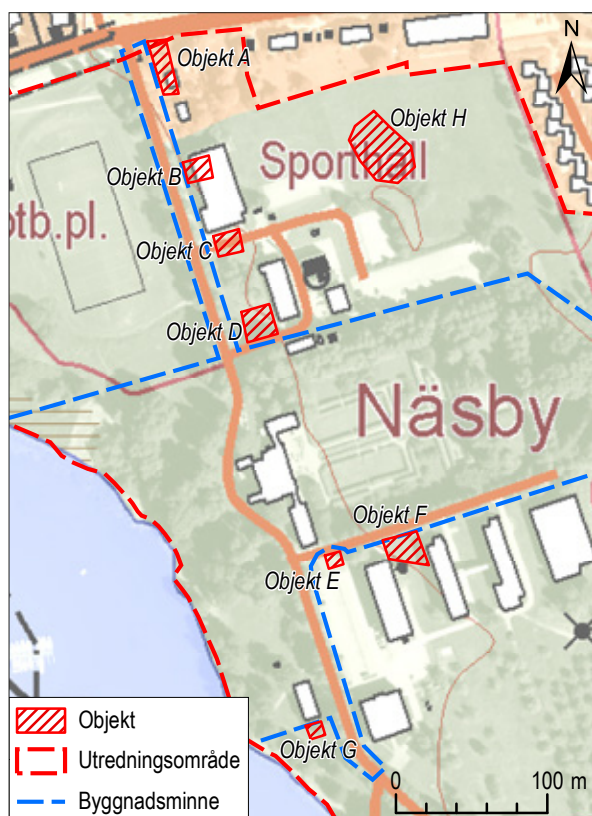 N
Objekt A
Objekt H
Sporthall
Objekt B
otb.pl.
Objekt C
Objekt D
Näsby
Objekt F
Objekt E
Objekt G
Objekt
Utredningsområde
Byggnadsminne
0 100 m